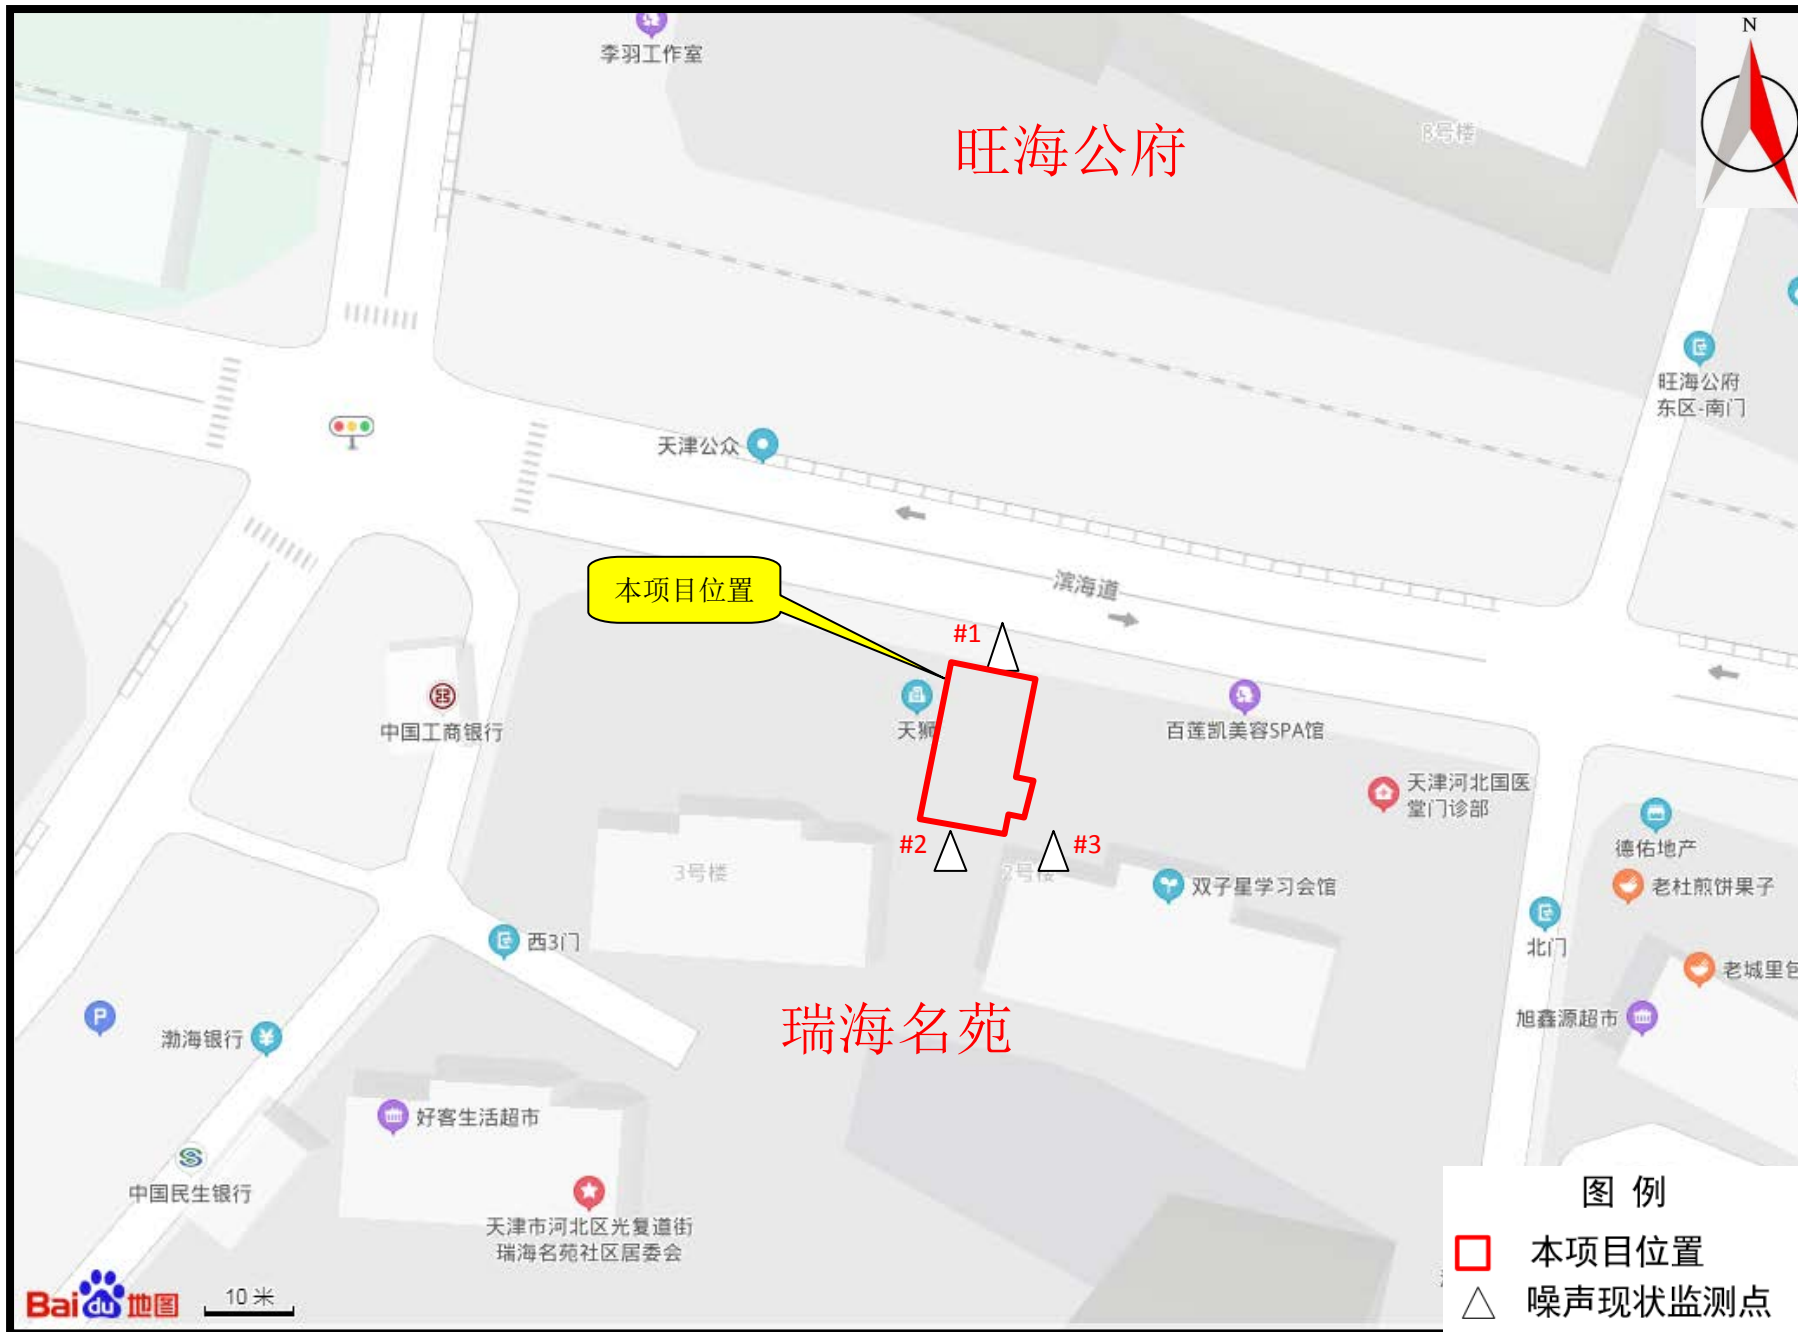 李羽工作室
N
旺海公府
8号楼
旺海公府
东区-南门
天津公众
本项目位置
滨海道
#1
中国工商银行
天狮
百莲凯美容SPA馆
天津河北国医
堂门诊部
德佑地产
#2
#3
3号楼
2号楼
双子星学习会馆
老杜煎饼果子
西3门
北门
老城里包
P
渤海银行
瑞海名苑
旭鑫源超市
好客生活超市
中国民生银行
天津市河北区光复道街
瑞海名苑社区居委会
图 例
本项目位置
噪声现状监测点
Bai du 地图
10 米